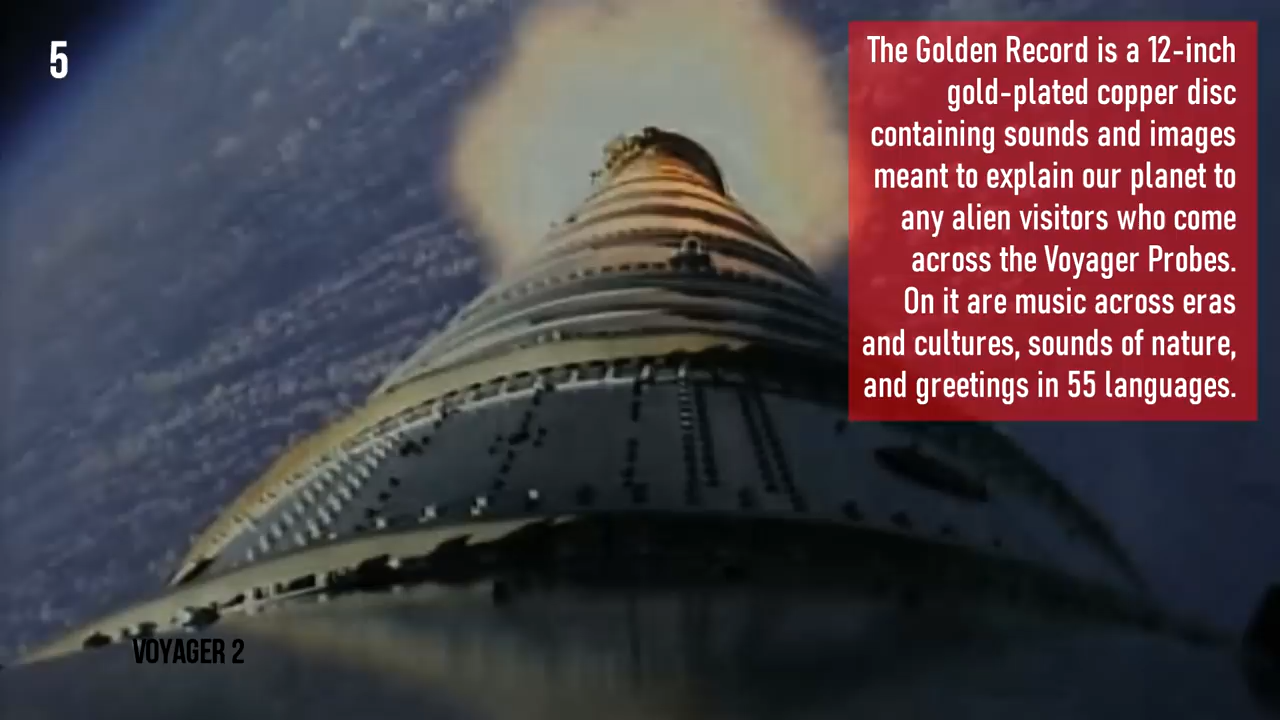 5
The Golden Record is a 12-inch
gold-plated copper disc
containing sounds and images
meant to explain our planet to
any alien visitors who come
across the Voyager Probes.
On it are music across eras
and cultures, sounds of nature,
and greetings in 55 languages.
VOYAGER 2